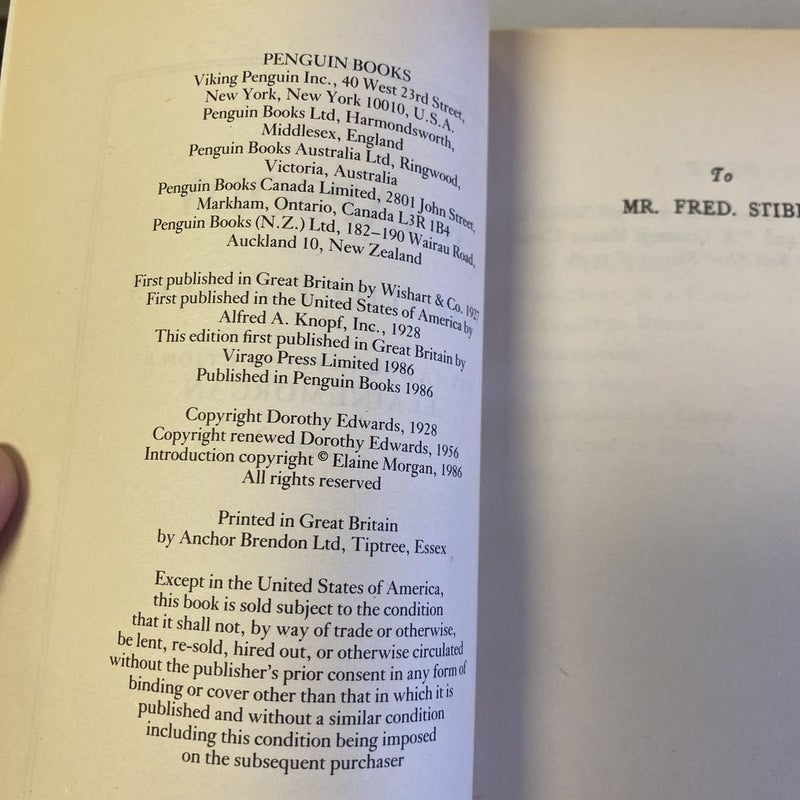 PENGUIN BOOKS
Viking Penguin Inc., 40 West 23rd Street,
New York, New York 10010, U.S.A.
Penguin Books Ltd, Harmondsworth,
Middlesex, England
Penguin Books Australia Ltd, Ringwood,
Victoria, Australia
Penguin Books Canada Limited, 2801 John Street,
Markham, Ontario, Canada L3R 1B4
Penguin Books (N.Z.) Ltd, 182–190 Wairau Road,
Auckland 10, New Zealand
First published in Great Britain by Wishart & Co. 1927
First published in the United States of America by
Alfred A. Knopf, Inc., 1928
This edition first published in Great Britain by
Virago Press Limited 1986
Published in Penguin Books 1986
Copyright Dorothy Edwards, 1928
Copyright renewed Dorothy Edwards, 1956
Introduction copyright © Elaine Morgan, 1986
All rights reserved
Printed in Great Britain
by Anchor Brendon Ltd, Tiptree, Essex
Except in the United States of America,
this book is sold subject to the condition
that it shall not, by way of trade or otherwise,
be lent, re-sold, hired out, or otherwise circulated
without the publisher's prior consent in any form of
binding or cover other than that in which it is
published and without a similar condition
including this condition being imposed
on the subsequent purchaser
To
MR. FRED. STIBB